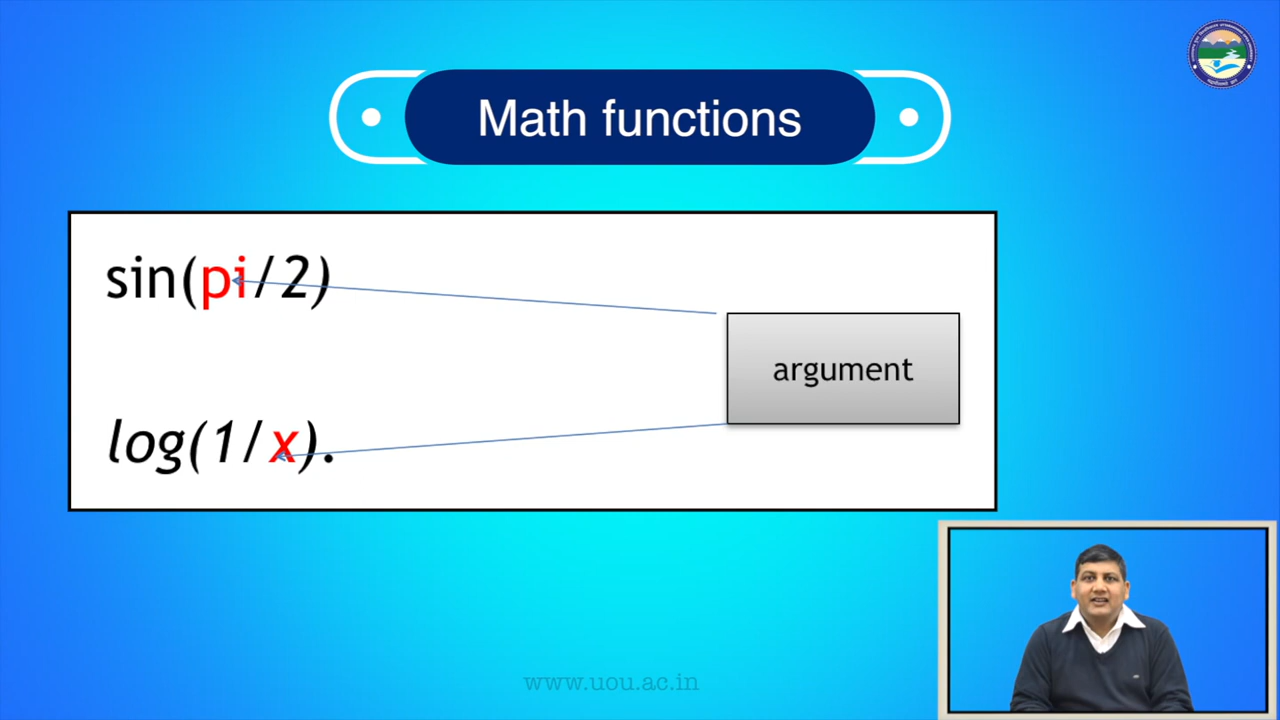 Math functions
sin(pi/2)
argument
log(1/x).
www.uou.ac.in